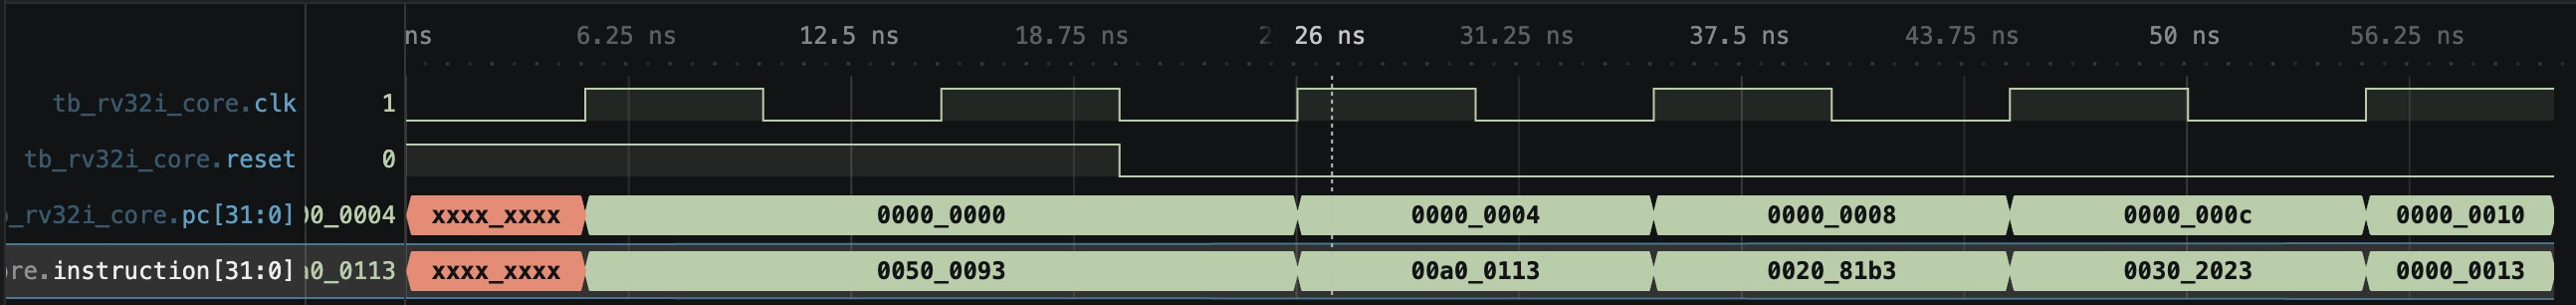 ns 6.25 ns 12.5 ns 18.75 ns 26 ns 31.25 ns 37.5 ns 43.75 ns 50 ns 56.25 ns
tb_rv32i_core.clk 1
tb_rv32i_core.reset 0
_rv32i_core.pc[31:0] 00_0004 xxxx_xxxx 0000_0000 0000_0004 0000_0008 0000_000c 0000_0010
re.instruction[31:0] a0_0113 xxxx_xxxx 0050_0093 00a0_0113 0020_81b3 0030_2023 0000_0013